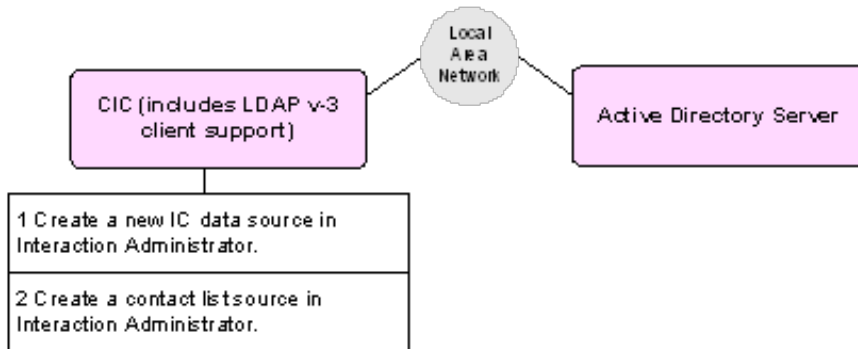 Local
Area
Network
CIC (includes LDAP v-3
client support)
Active Directory Server
1 Create a new IC data source in
Interaction Administrator.
2 Create a contact list source in
Interaction Administrator.